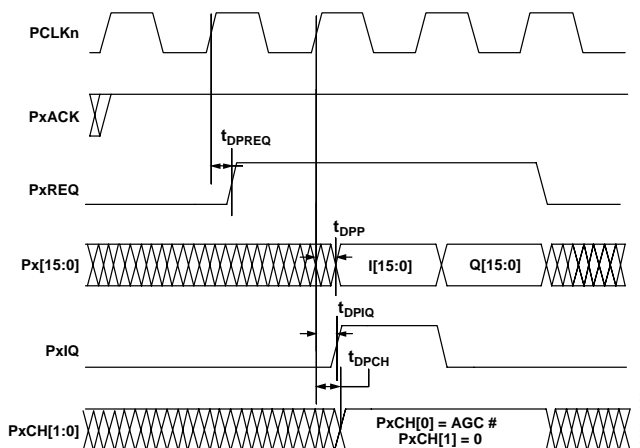 PCLKn
PxACK
tDPREQ
PxREQ
tDPP
Px[15:0]
I[15:0]
Q[15:0]
tDPIQ
PxIQ
tDPCH
PxCH[1:0]
PxCH[0] = AGC #
PxCH[1] = 0